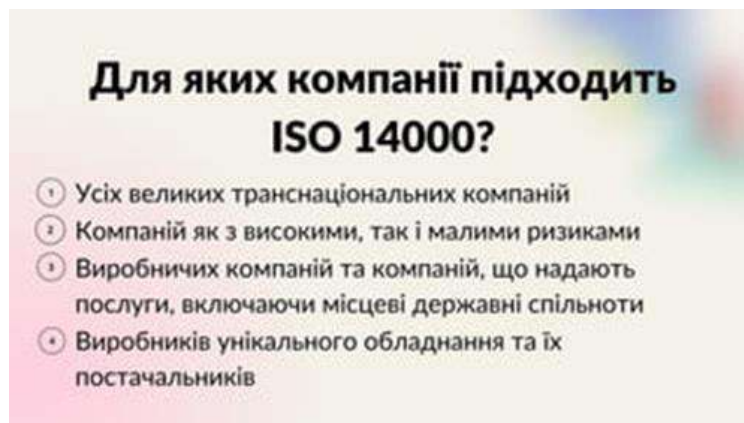 Для яких компанії підходить
ISO 14000?
1 Усіх великих транснаціональних компаній
2 Компаній як з високими, так і малими ризиками
3 Виробничих компаній та компаній, що надають
послуги, включаючи місцеві державні спільноти
4 Виробників унікального обладнання та їх
постачальників